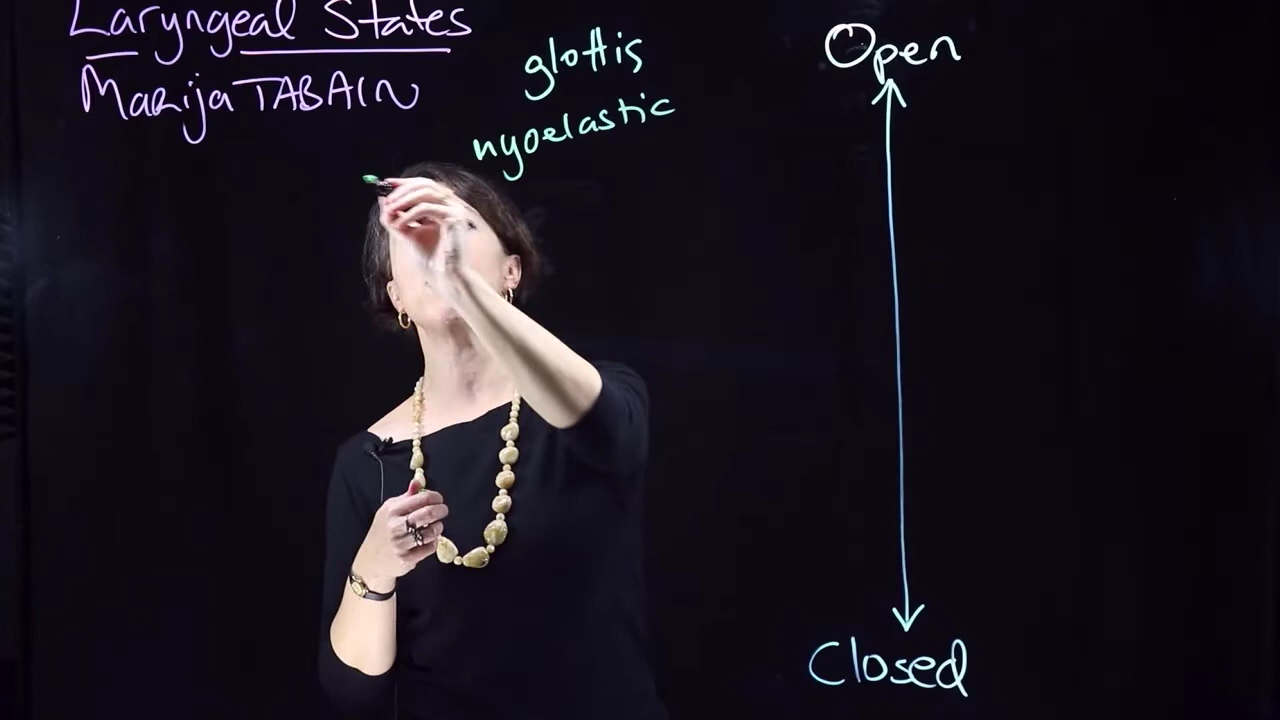 Laryngeal States
Marija TABAIN
glottis
myoelastic
Open
Closed